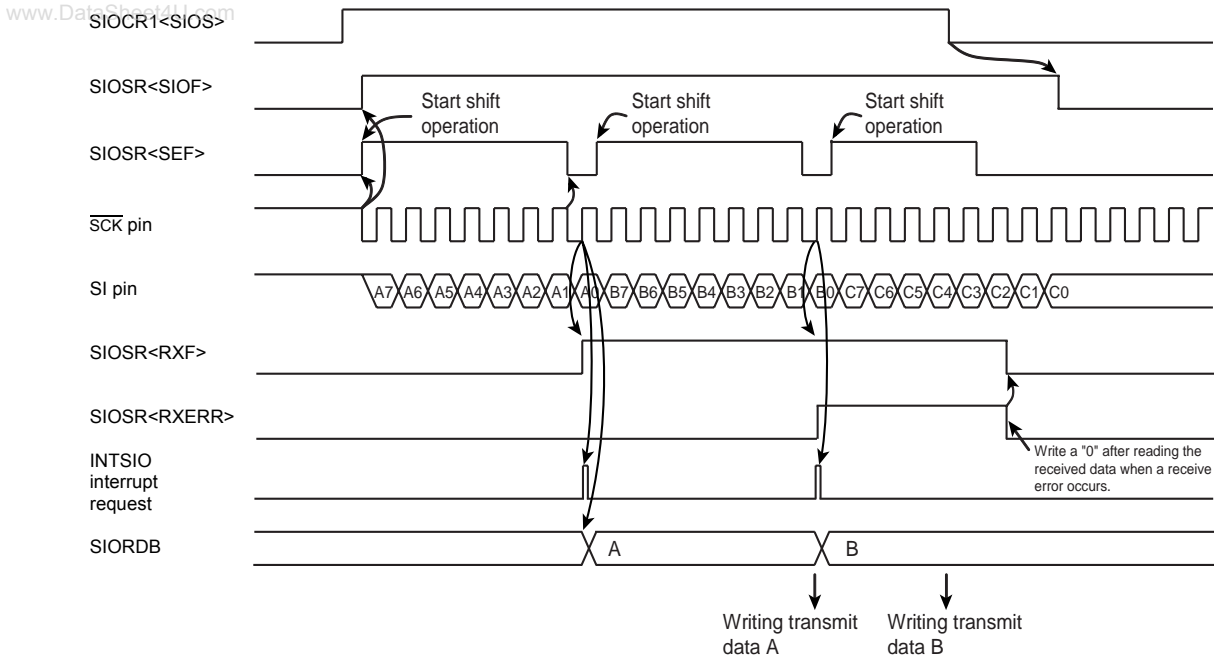 www.DataSheet4U.com
SIOCR1<SIOS>
SIOSR<SIOF>
Start shift
operation
Start shift
operation
Start shift
operation
SIOSR<SEF>
SCK pin
SI pin
A7 A6 A5 A4 A3 A2 A1 A0 B7 B6 B5 B4 B3 B2 B1 B0 C7 C6 C5 C4 C3 C2 C1 C0
SIOSR<RXF>
SIOSR<RXERR>
Write a "0" after reading the
received data when a receive
error occurs.
INTSIO
interrupt
request
SIORDB
A
B
Writing transmit
data A
Writing transmit
data B